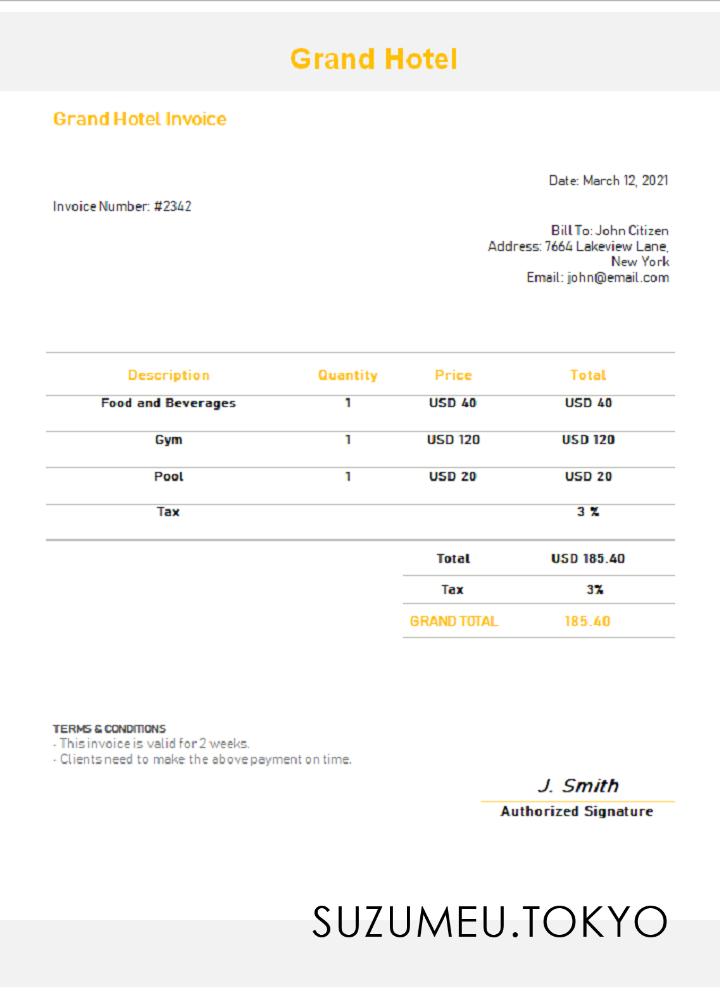 Grand Hotel
Grand Hotel Invoice
Date: March 12, 2021
Invoice Number: #2342
Bill To: John Citizen
Address: 7664 Lakeview Lane,
New York
Email: john@email.com
Description Quantity Price Total
Food and Beverages 1 USD 40 USD 40
Gym 1 USD 120 USD 120
Pool 1 USD 20 USD 20
Tax 3 %
Total USD 185.40
Tax 3%
GRAND TOTAL 185.40
TERMS & CONDITIONS
- This invoice is valid for 2 weeks.
- Clients need to make the above payment on time.
J. Smith
Authorized Signature
SUZUMEU.TOKYO